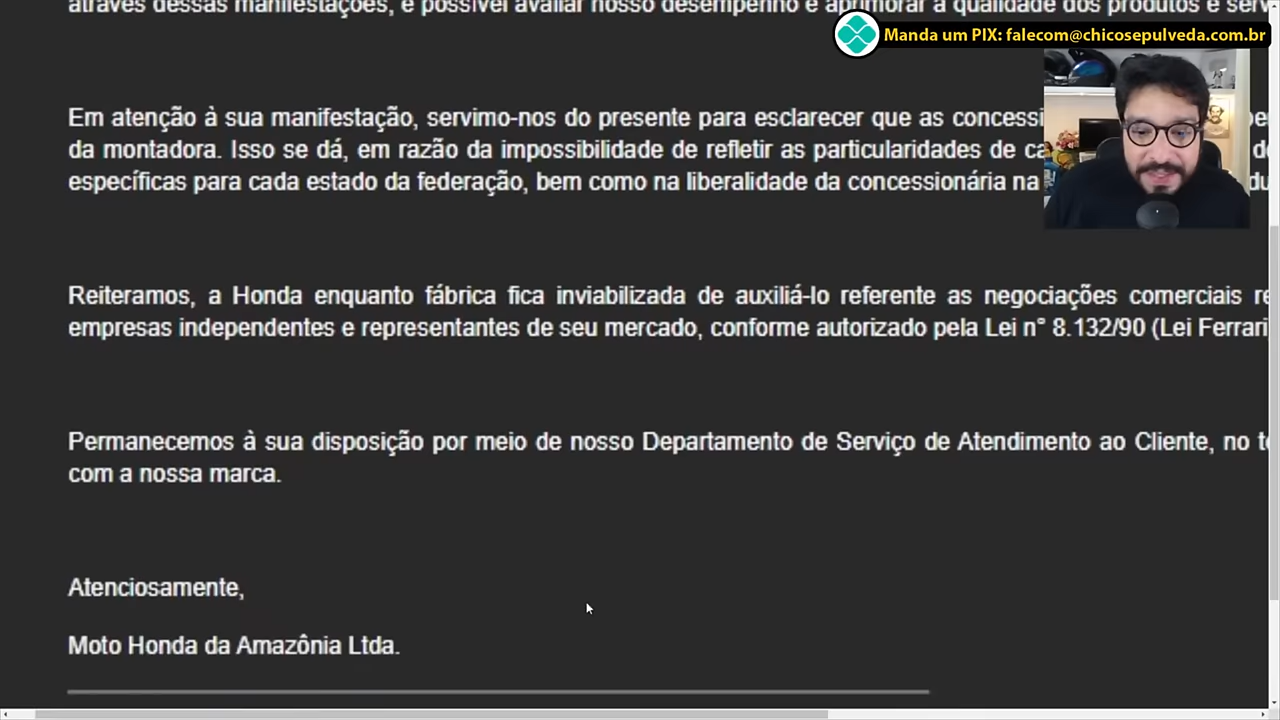 através dessas manifestações, é possível avaliar nosso desempenho e aprimorar a qualidade dos produtos e
Manda um PIX: falecom@chicosepulveda.com.br
Em atenção à sua manifestação, servimo-nos do presente para esclarecer que as
da montadora. Isso se dá, em razão da impossibilidade de refletir as particularidades de
específicas para cada estado da federação, bem como na liberalidade da concessionária na
Reiteramos, a Honda enquanto fábrica fica inviabilizada de auxiliá-lo referente as negociações comerciais
empresas independentes e representantes de seu mercado, conforme autorizado pela Lei n° 8.132/90 (Lei Ferrari
Permanecemos à sua disposição por meio de nosso Departamento de Serviço de Atendimento ao Cliente, no
com a nossa marca.
Atenciosamente,
Moto Honda da Amazônia Ltda.